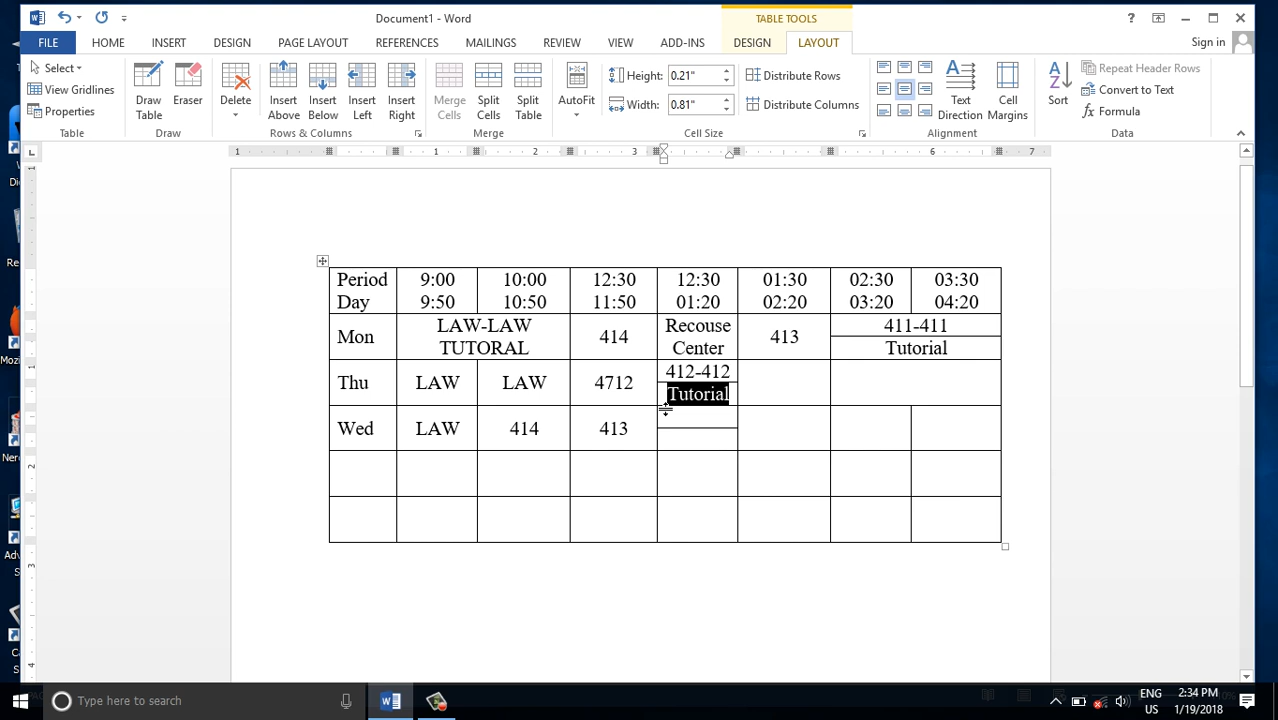 Document1 - Word
TABLE TOOLS
FILE
HOME
INSERT
DESIGN
PAGE LAYOUT
REFERENCES
MAILINGS
REVIEW
VIEW
ADD-INS
DESIGN
LAYOUT
Sign in
Select
View Gridlines
Properties
Table
Draw Table
Eraser
Draw
Delete
Insert Above
Insert Below
Insert Left
Insert Right
Rows & Columns
Merge Cells
Split Cells
Split Table
Merge
AutoFit
Height: 0.21"
Width: 0.81"
Distribute Rows
Distribute Columns
Cell Size
Text Direction
Cell Margins
Alignment
Sort
Repeat Header Rows
Convert to Text
Formula
Data
1 1 2 3 6 7
Period 9:00 10:00 12:30 12:30 01:30 02:30 03:30
Day 9:50 10:50 11:50 01:20 02:20 03:20 04:20
Mon
LAW-LAW
TUTORAL
414
Recouse
Center
413
411-411
Tutorial
Thu
LAW
LAW
4712
412-412
Tutorial
Wed
LAW
414
413
Type here to search
ENG
US
2:34 PM
1/19/2018